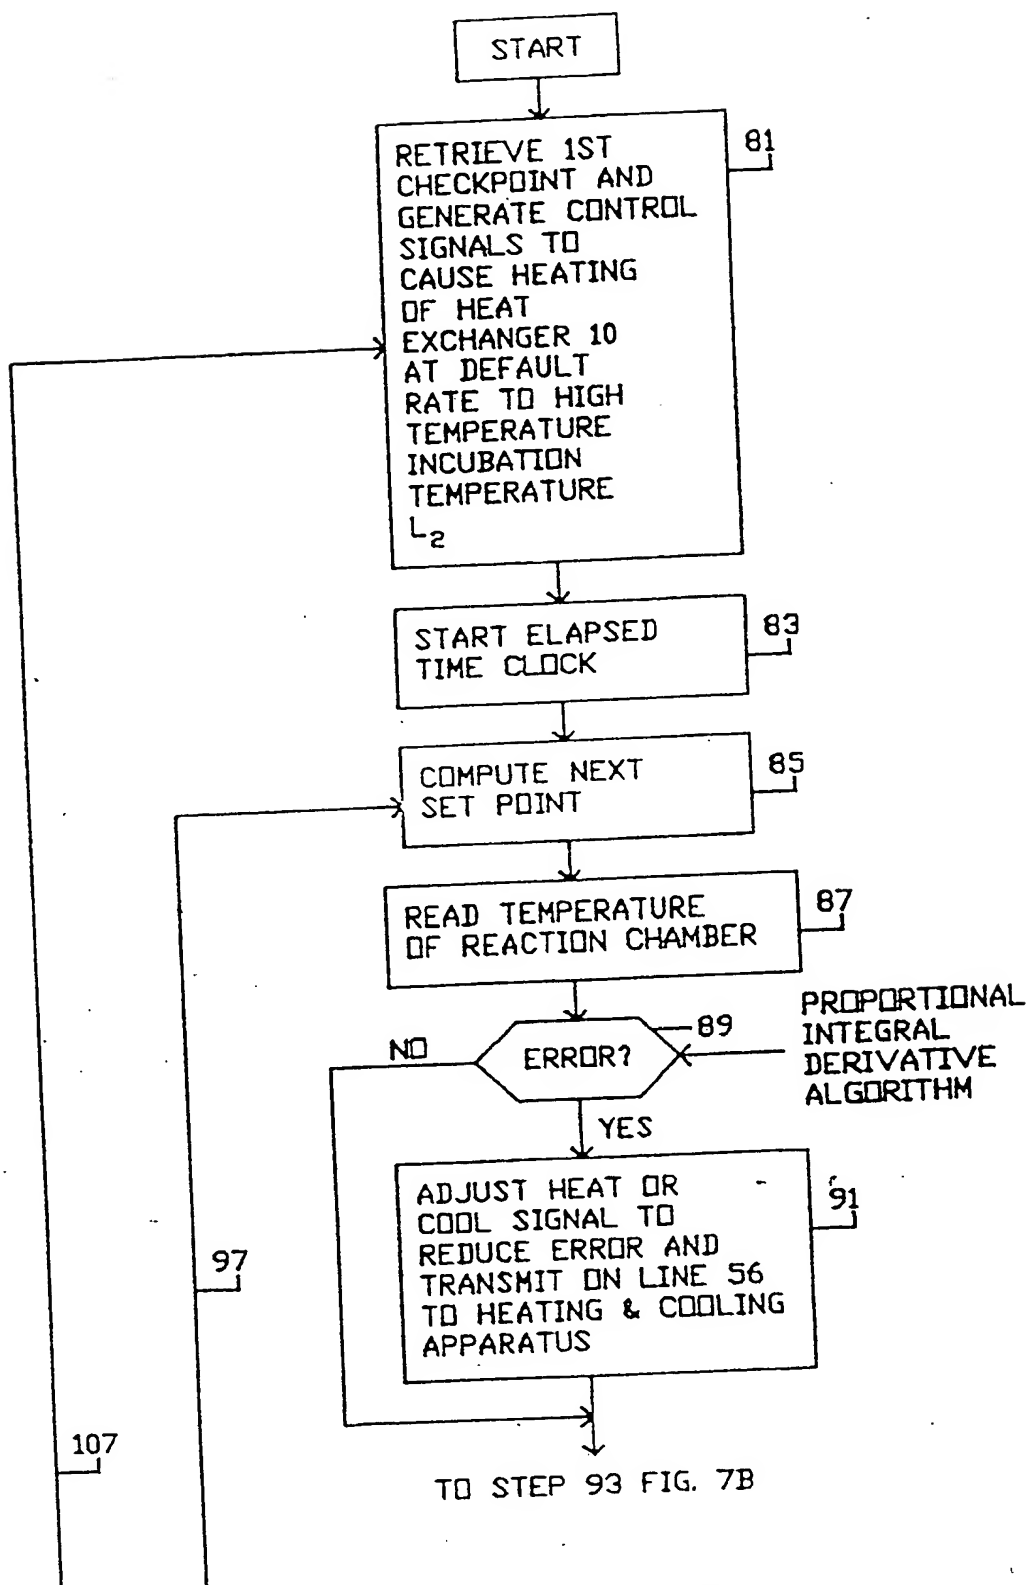 START
RETRIEVE 1ST
CHECKPOINT AND
GENERATE CONTROL
SIGNALS TO
CAUSE HEATING
OF HEAT
EXCHANGER 10
AT DEFAULT
RATE TO HIGH
TEMPERATURE
INCUBATION
TEMPERATURE
L₂
81
START ELAPSED
TIME CLOCK
83
COMPUTE NEXT
SET POINT
85
READ TEMPERATURE
OF REACTION CHAMBER
87
ERROR?
89
PROPORTIONAL
INTEGRAL
DERIVATIVE
ALGORITHM
NO
YES
ADJUST HEAT OR
COOL SIGNAL TO
REDUCE ERROR AND
TRANSMIT ON LINE 56
TO HEATING & COOLING
APPARATUS
91
97
107
TO STEP 93 FIG. 7B